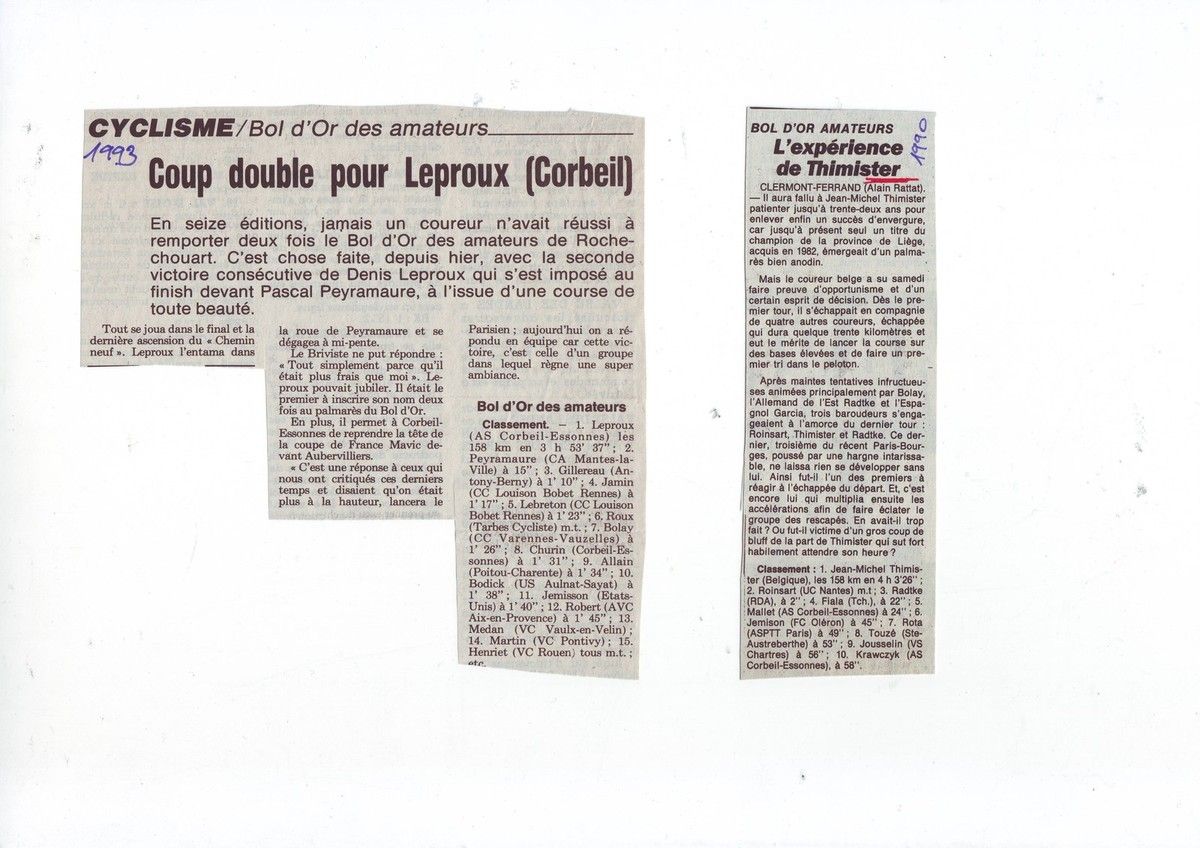 CYCLISME/Bol d'Or des amateurs
1993
Coup double pour Leproux (Corbeil)
En seize éditions, jamais un coureur n'avait réussi à
remporter deux fois le Bol d'Or des amateurs de Roche-
chouart. C'est chose faite, depuis hier, avec la seconde
victoire consécutive de Denis Leproux qui s'est imposé au
finish devant Pascal Peyramaure, à l'issue d'une course de
toute beauté.
Tout se joua dans le final et la
dernière ascension du « Chemin
neuf ». Leproux l'entama dans
la roue de Peyramaure et se
dégagea à mi-pente.
Le Briviste ne put répondre :
« Tout simplement parce qu'il
était plus frais que moi ». Le-
proux pouvait jubiler. Il était le
premier à inscrire son nom deux
fois au palmarès du Bol d'Or.
En plus, il permet à Corbeil-
Essonnes de reprendre la tête de
la coupe de France Mavic de-
vant Aubervilliers.
« C'est une réponse à ceux qui
nous ont critiqués ces derniers
temps et disaient qu'on était
plus à la hauteur, lancera le
Parisien ; aujourd'hui on a ré-
pondu en équipe car cette vic-
toire, c'est celle d'un groupe
dans lequel règne une super
ambiance.
Bol d'Or des amateurs
Classement. – 1. Leproux
(AS Corbeil-Essonnes) les
158 km en 3 h 53' 37" ; 2.
Peyramaure (CA Mantes-la-
Ville) à 15" ; 3. Gillereau (An-
tony-Berny) à 1' 10" ; 4. Jamin
(CC Louison Bobet Rennes) à
1' 17" ; 5. Lebreton (CC Louison
Bobet Rennes) à 1' 23" ; 6. Roux
(Tarbes Cycliste) m.t. ; 7. Bolay
(CC Varennes-Vauzelles) à
1' 26" ; 8. Churin (Corbeil-Es-
sonnes) à 1' 31" ; 9. Allain
(Poitou-Charente) à 1' 34" ; 10.
Bodick (US Aulnat-Sayat) à
1' 38" ; 11. Jemisson (Etats-
Unis) à 1' 40" ; 12. Robert (AVC
Aix-en-Provence) à 1' 45" ; 13.
Medan (VC Vaulx-en-Velin) ;
14. Martin (VC Pontivy) ; 15.
Henriet (VC Rouen) tous m.t. ;
etc.
BOL D'OR AMATEURS
1990
L'expérience
de Thimister
CLERMONT-FERRAND (Alain Rattat).
— Il aura fallu à Jean-Michel Thimister
patienter jusqu'à trente-deux ans pour
enlever enfin un succès d'envergure,
car jusqu'à présent seul un titre du
champion de la province de Liège,
acquis en 1982, émergeait d'un palma-
rès bien anodin.
Mais le coureur belge a su samedi
faire preuve d'opportunisme et d'un
certain esprit de décision. Dès le pre-
mier tour, il s'échappait en compagnie
de quatre autres coureurs, échappée
qui dura quelque trente kilomètres et
eut le mérite de lancer la course sur
des bases élevées et de faire un pre-
mier tri dans le peloton.
Après maintes tentatives infructueu-
ses animées principalement par Bolay,
l'Allemand de l'Est Radtke et l'Espa-
gnol Garcia, trois baroudeurs s'enga-
geaient à l'amorce du dernier tour :
Roinsart, Thimister et Radtke. Ce der-
nier, troisième du récent Paris-Bour-
ges, poussé par une hargne intarissa-
ble, ne laissa rien se développer sans
lui. Ainsi fut-il l'un des premiers à
réagir à l'échappée du départ. Et, c'est
encore lui qui multiplia ensuite les
accélérations afin de faire éclater le
groupe des rescapés. En avait-il trop
fait ? Ou fut-il victime d'un gros coup de
bluff de la part de Thimister qui sut fort
habilement attendre son heure ?
Classement : 1. Jean-Michel Thimis-
ter (Belgique), les 158 km en 4 h 3'26" ;
2. Roinsart (UC Nantes) m.t ; 3. Radtke
(RDA), à 2" ; 4. Fiala (Tch.), à 22" ; 5.
Mallet (AS Corbeil-Essonnes) à 24" ; 6.
Jemison (FC Oléron) à 45" ; 7. Rota
(ASPTT Paris) à 49" ; 8. Touzé (Ste-
Austreberthe) à 53" ; 9. Jousselin (VS
Chartres) à 56" ; 10. Krawczyk (AS
Corbeil-Essonnes), à 58".